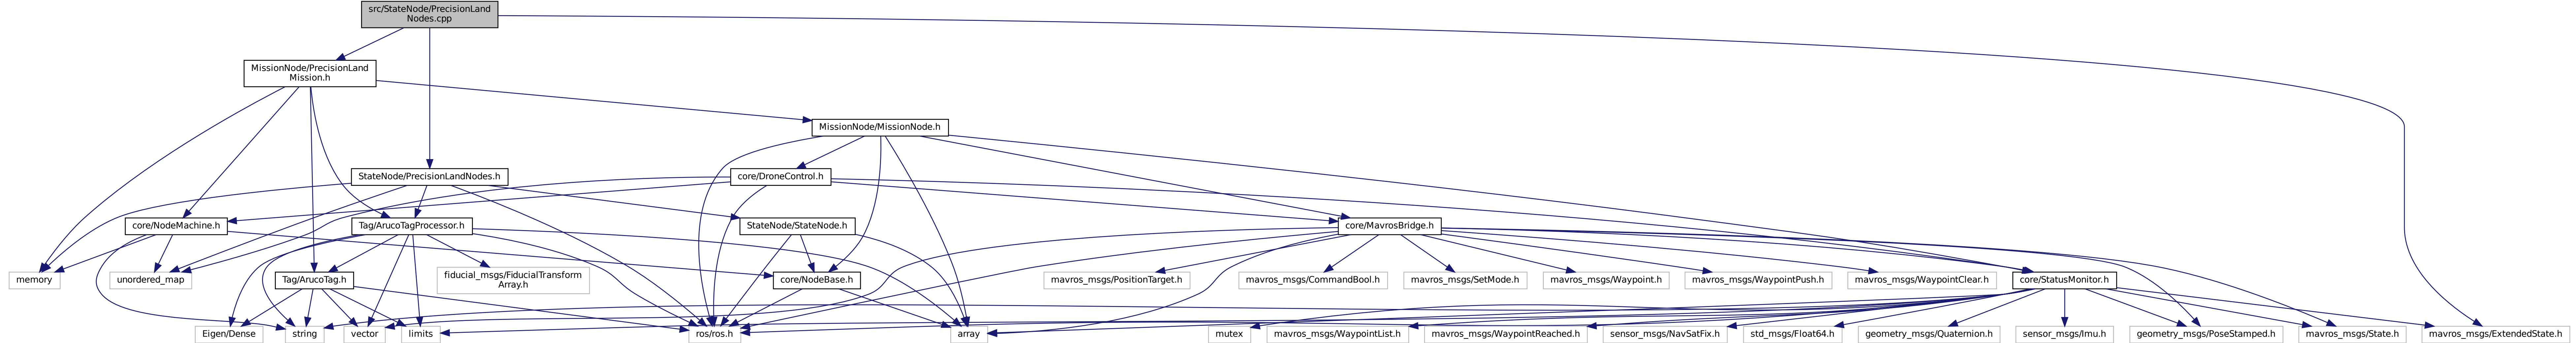 src/StateNode/PrecisionLand
Nodes.cpp
MissionNode/PrecisionLand
Mission.h
MissionNode/MissionNode.h
StateNode/PrecisionLandNodes.h
core/DroneControl.h
core/NodeMachine.h
Tag/ArucoTagProcessor.h
StateNode/StateNode.h
core/MavrosBridge.h
memory
unordered_map
Tag/ArucoTag.h
fiducial_msgs/FiducialTransform
Array.h
core/NodeBase.h
mavros_msgs/PositionTarget.h
mavros_msgs/CommandBool.h
mavros_msgs/SetMode.h
mavros_msgs/Waypoint.h
mavros_msgs/WaypointPush.h
mavros_msgs/WaypointClear.h
core/StatusMonitor.h
Eigen/Dense
string
vector
limits
ros/ros.h
array
mutex
mavros_msgs/WaypointList.h
mavros_msgs/WaypointReached.h
sensor_msgs/NavSatFix.h
std_msgs/Float64.h
geometry_msgs/Quaternion.h
sensor_msgs/Imu.h
geometry_msgs/PoseStamped.h
mavros_msgs/State.h
mavros_msgs/ExtendedState.h